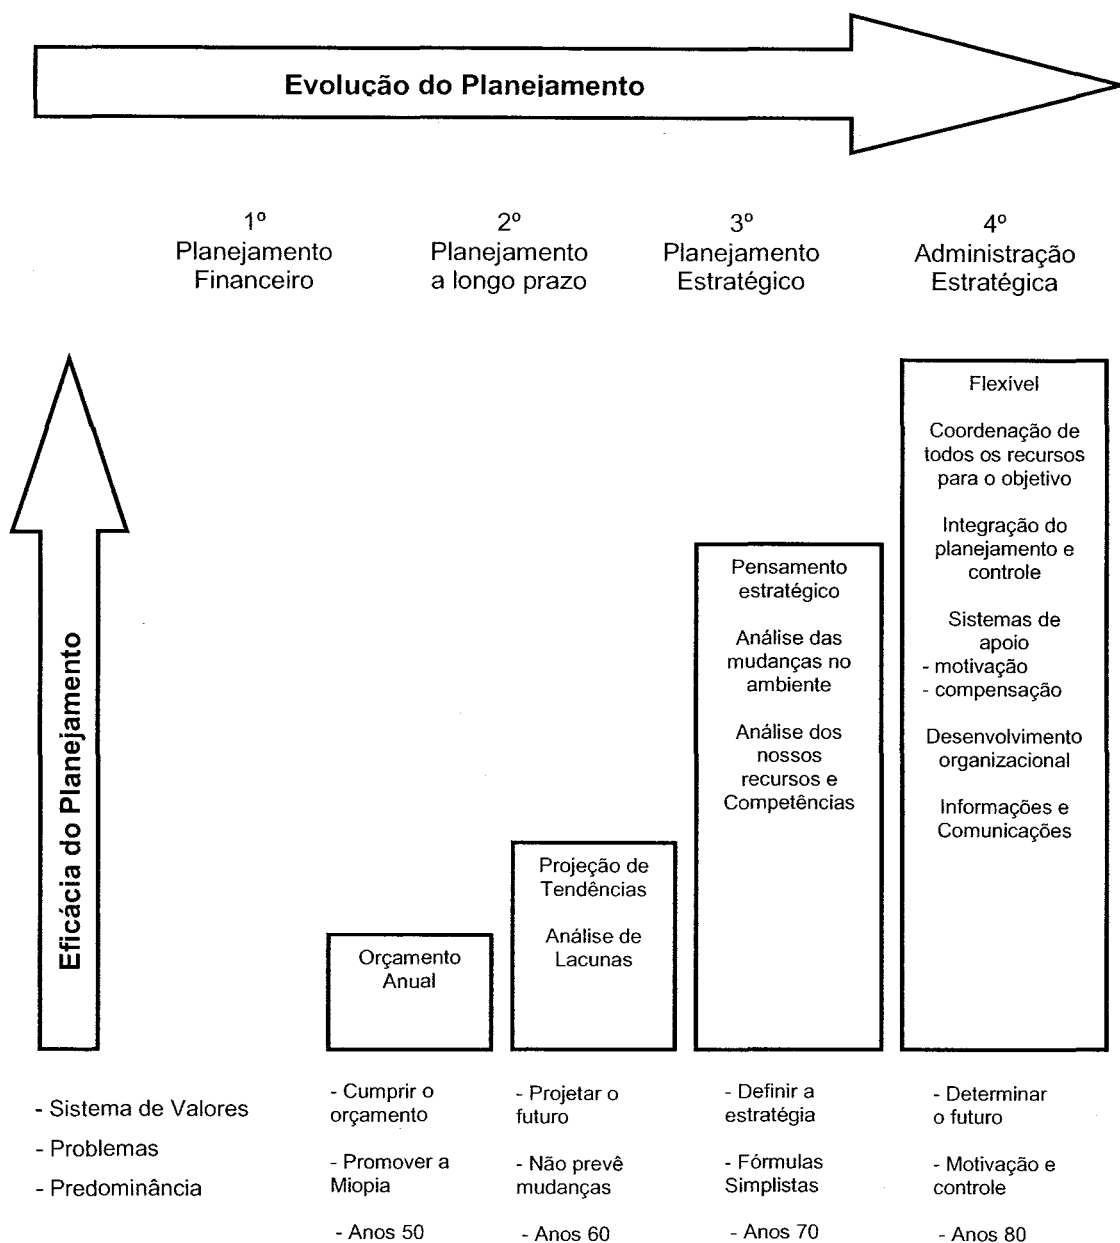 Evolução do Planejamento
1º
Planejamento
Financeiro
2º
Planejamento
a longo prazo
3º
Planejamento
Estratégico
4º
Administração
Estratégica
Eficácia do Planejamento
Orçamento
Anual
Projeção de
Tendências
Análise de
Lacunas
Pensamento
estratégico
Análise das
mudanças no
ambiente
Análise dos
nossos
recursos e
Competências
Flexível
Coordenação de
todos os recursos
para o objetivo
Integração do
planejamento e
controle
Sistemas de
apoio
- motivação
- compensação
Desenvolvimento
organizacional
Informações e
Comunicações
- Sistema de Valores
- Problemas
- Predominância
- Cumprir o
orçamento
- Promover a
Miopia
- Anos 50
- Projetar o
futuro
- Não prevê
mudanças
- Anos 60
- Definir a
estratégia
- Fórmulas
Simplistas
- Anos 70
- Determinar
o futuro
- Motivação e
controle
- Anos 80